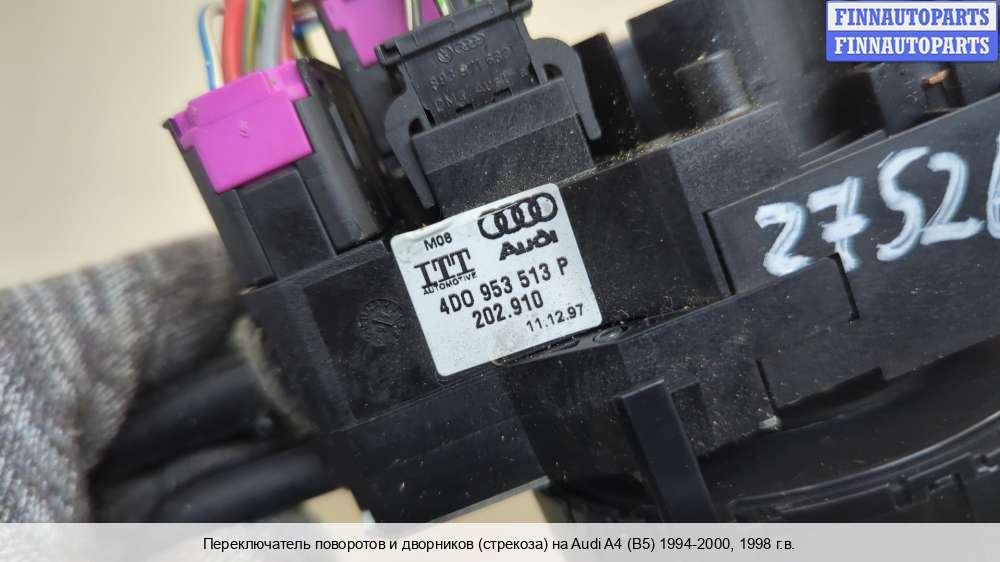 FINNAUTOPARTS
FINNAUTOPARTS
M08
Audi
ITT
AUTOMOTIVE
4D0 953 513 P
202.910
11.12.97
2752
Переключатель поворотов и дворников (стрекоза) на Audi A4 (B5) 1994-2000, 1998 г.в.